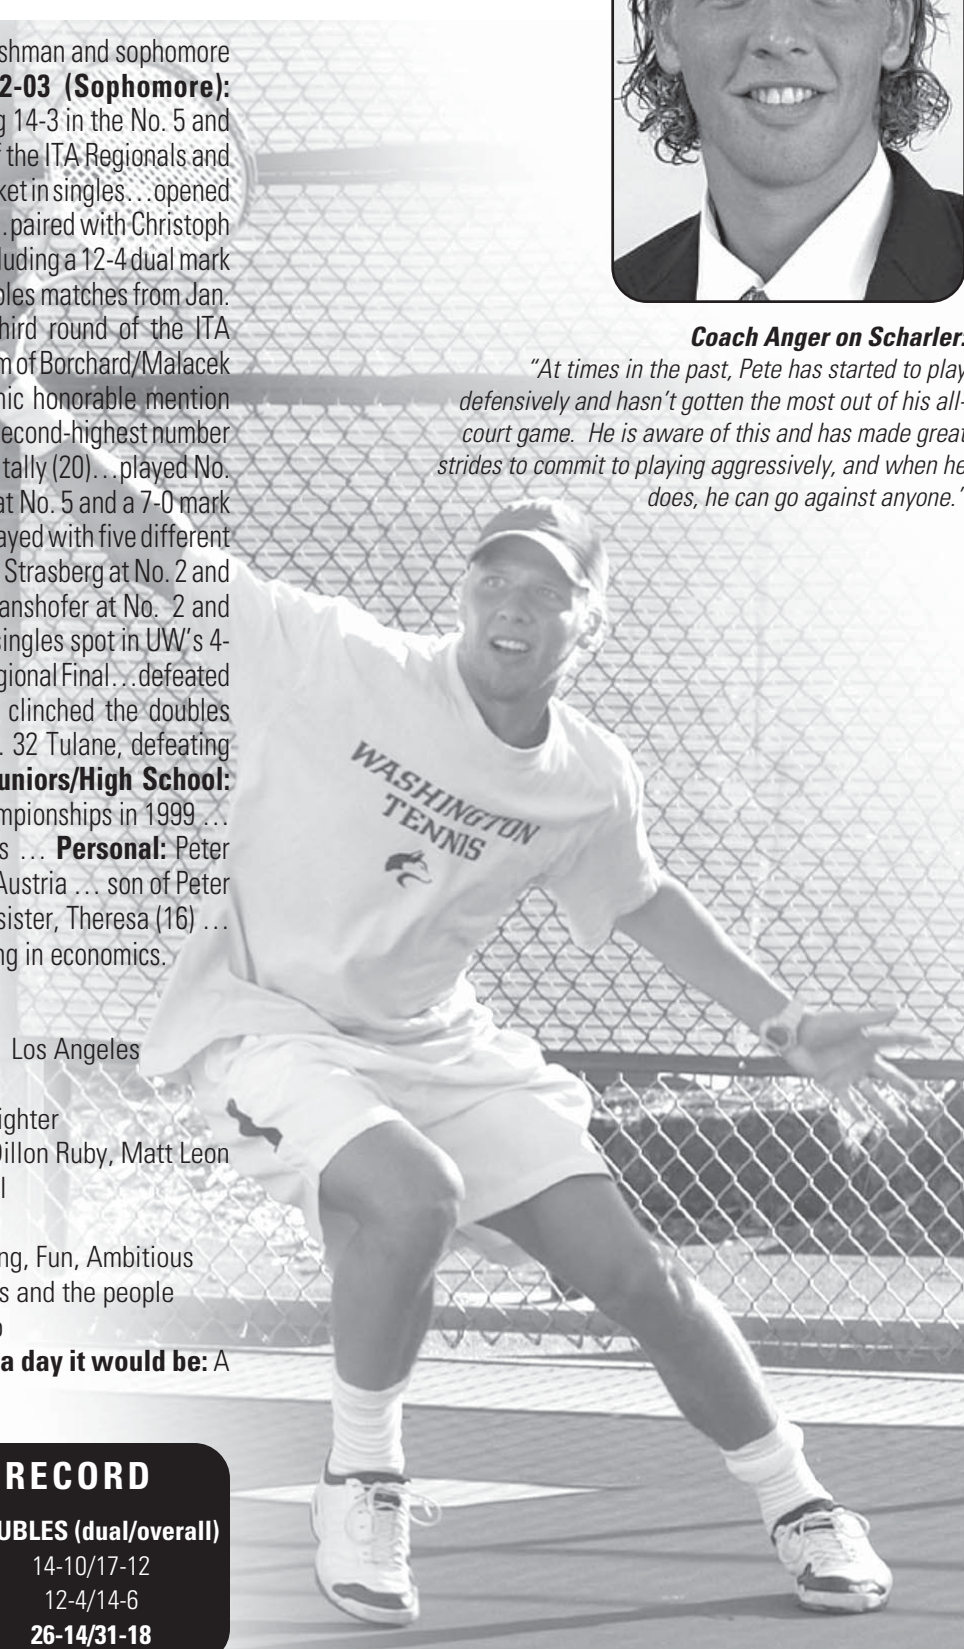 shman and sophomore
2-03 (Sophomore):
g 14-3 in the No. 5 and
f the ITA Regionals and
ket in singles…opened
.paired with Christoph
luding a 12-4 dual mark
bles matches from Jan.
hird round of the ITA
m of Borchard/Malacek
nic honorable mention
second-highest number
tally (20)…played No.
at No. 5 and a 7-0 mark
ayed with five different
Strasberg at No. 2 and
anshofer at No. 2 and
singles spot in UW's 4-
gional Final…defeated
clinched the doubles
. 32 Tulane, defeating
uniors/High School:
mpionships in 1999 …
s … Personal: Peter
Austria … son of Peter
sister, Theresa (16) …
ng in economics.
Los Angeles
ighter
Dillon Ruby, Matt Leon
l
ng, Fun, Ambitious
s and the people
o
a day it would be: A
RECORD
UBLES (dual/overall)
14-10/17-12
12-4/14-6
26-14/31-18
Coach Anger on Scharler:
“At times in the past, Pete has started to play
defensively and hasn’t gotten the most out of his all-
court game. He is aware of this and has made great
strides to commit to playing aggressively, and when he
does, he can go against anyone.”
WASHINGTON
TENNIS